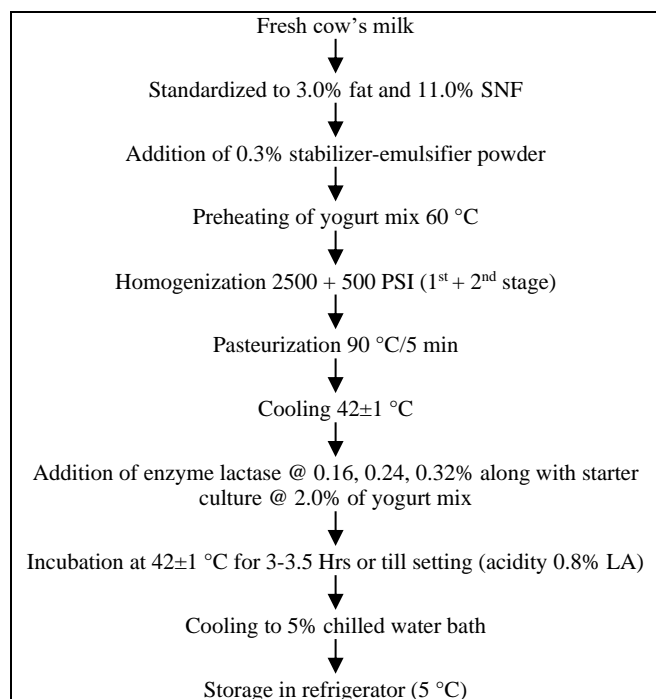 Fresh cow's milk
Standardized to 3.0% fat and 11.0% SNF
Addition of 0.3% stabilizer-emulsifier powder
Preheating of yogurt mix 60 °C
Homogenization 2500 + 500 PSI (1st + 2nd stage)
Pasteurization 90 °C/5 min
Cooling 42±1 °C
Addition of enzyme lactase @ 0.16, 0.24, 0.32% along with starter
culture @ 2.0% of yogurt mix
Incubation at 42±1 °C for 3-3.5 Hrs or till setting (acidity 0.8% LA)
Cooling to 5% chilled water bath
Storage in refrigerator (5 °C)